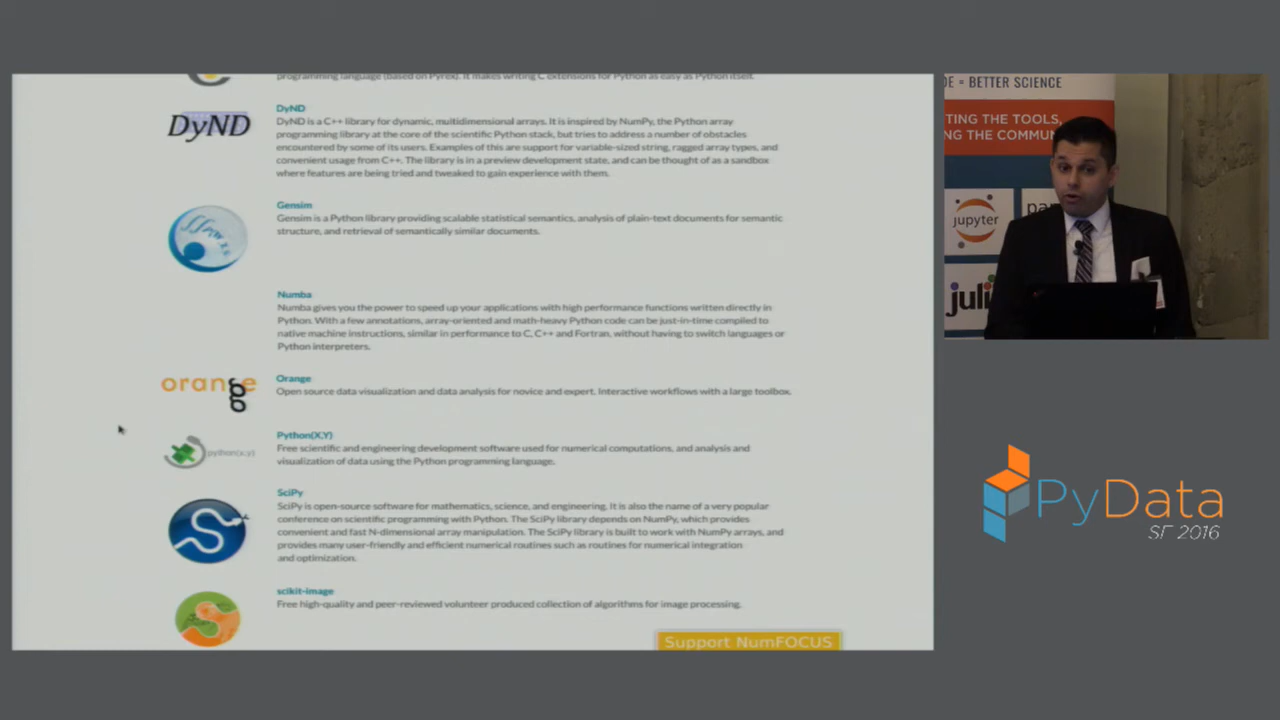 programming language (based on Pyrex). It makes writing C extensions for Python as easy as Python itself.
DyND
DyND
DyND is a C++ library for dynamic, multidimensional arrays. It is inspired by NumPy, the Python array
programming library at the core of the scientific Python stack, but tries to address a number of obstacles
encountered by some of its users. Examples of this are support for variable-sized string, ragged array types, and
convenient usage from C++. The library is in a preview development state, and can be thought of as a sandbox
where features are being tried and tweaked to gain experience with them.
Gensim
Gensim is a Python library providing scalable statistical semantics, analysis of plain-text documents for semantic
structure, and retrieval of semantically similar documents.
Numba
Numba gives you the power to speed up your applications with high performance functions written directly in
Python. With a few annotations, array-oriented and math-heavy Python code can be just-in-time compiled to
native machine instructions, similar in performance to C, C++ and Fortran, without having to switch languages or
Python interpreters.
orange
Orange
Open source data visualization and data analysis for novice and expert. Interactive workflows with a large toolbox.
python(x,y)
Python(X,Y)
Free scientific and engineering development software used for numerical computations, and analysis and
visualization of data using the Python programming language.
SciPy
SciPy is open-source software for mathematics, science, and engineering. It is also the name of a very popular
conference on scientific programming with Python. The SciPy library depends on NumPy, which provides
convenient and fast N-dimensional array manipulation. The SciPy library is built to work with NumPy arrays, and
provides many user-friendly and efficient numerical routines such as routines for numerical integration
and optimization.
scikit-image
Free high-quality and peer-reviewed volunteer produced collection of algorithms for image processing.
Support NumFOCUS
DE = BETTER SCIENCE
TING THE TOOLS,
NG THE COMMUN
jupyter
pan
juli
PyData
SF 2016